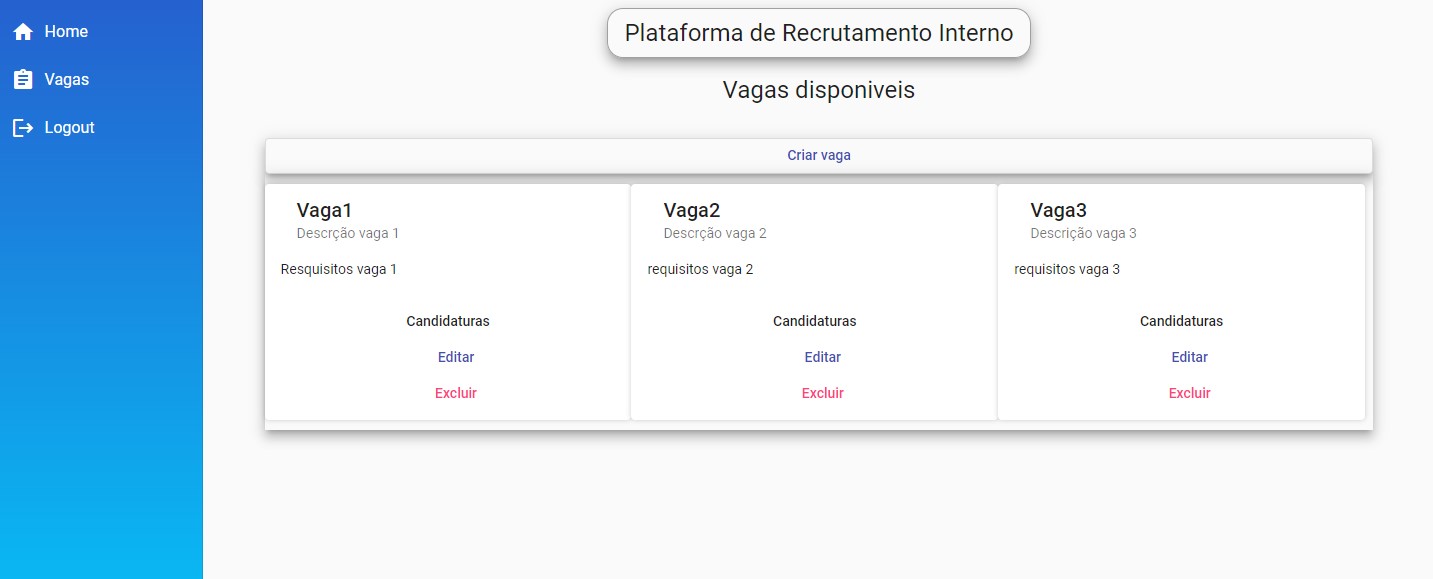 Home
Vagas
Logout
Plataforma de Recrutamento Interno
Vagas disponiveis
Criar vaga
Vaga1
Descrção vaga 1
Resquisitos vaga 1
Candidaturas
Editar
Excluir
Vaga2
Descrção vaga 2
requisitos vaga 2
Candidaturas
Editar
Excluir
Vaga3
Descrição vaga 3
requisitos vaga 3
Candidaturas
Editar
Excluir